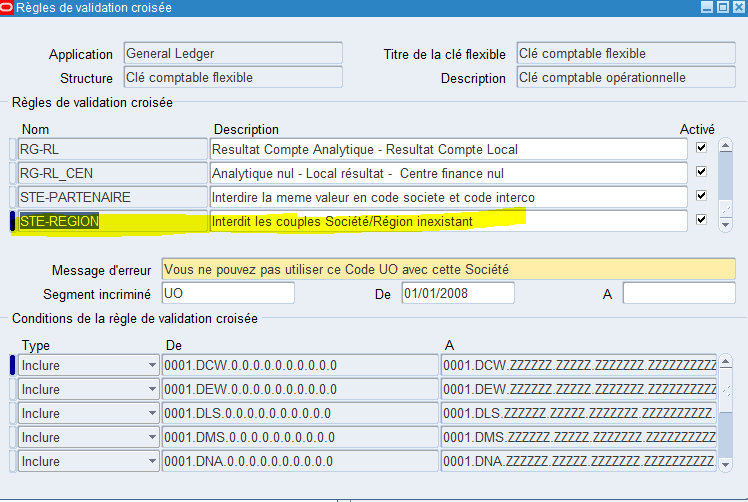 Règles de validation croisée
Application General Ledger Titre de la clé flexible Clé comptable flexible
Structure Clé comptable flexible Description Clé comptable opérationnelle
Règles de validation croisée
Nom Description Activé
RG-RL Resultat Compte Analytique - Resultat Compte Local
RG-RL_CEN Analytique nul - Local résultat - Centre finance nul
STE-PARTENAIRE Interdire la meme valeur en code societe et code interco
STE-REGION Interdit les couples Société/Région inexistant
Message d'erreur Vous ne pouvez pas utiliser ce Code UO avec cette Société
Segment incriminé UO De 01/01/2008 A
Conditions de la règle de validation croisée
Type De A
Inclure 0001.DCW.0.0.0.0.0.0.0.0.0.0 0001.DCW.ZZZZZZ.ZZZZZ.ZZZZZZZ.ZZZZZZZZZZ
Inclure 0001.DEW.0.0.0.0.0.0.0.0.0.0 0001.DEW.ZZZZZZ.ZZZZZ.ZZZZZZZ.ZZZZZZZZZZ
Inclure 0001.DLS.0.0.0.0.0.0.0.0.0.0 0001.DLS.ZZZZZZ.ZZZZZ.ZZZZZZZ.ZZZZZZZZZZ.
Inclure 0001.DMS.0.0.0.0.0.0.0.0.0.0 0001.DMS.ZZZZZZ.ZZZZZ.ZZZZZZZ.ZZZZZZZZZZ
Inclure 0001.DNA.0.0.0.0.0.0.0.0.0.0 0001.DNA.ZZZZZZ.ZZZZZ.ZZZZZZZ.ZZZZZZZZZZ.